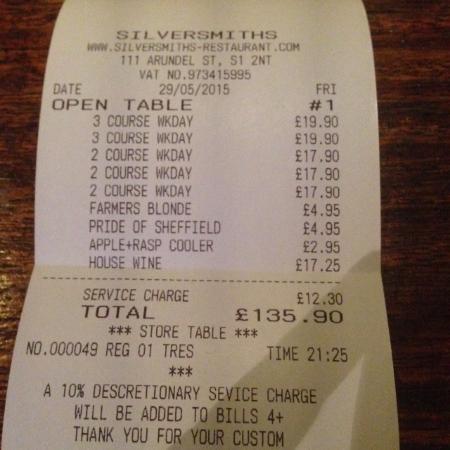 SILVERSMITHS
WWW.SILVERSMITHS-RESTAURANT.COM
111 ARUNDEL ST, S1 2NT
VAT NO.973415995
DATE 29/05/2015 FRI
OPEN TABLE #1
3 COURSE WKDAY £19.90
3 COURSE WKDAY £19.90
2 COURSE WKDAY £17.90
2 COURSE WKDAY £17.90
2 COURSE WKDAY £17.90
FARMERS BLONDE £4.95
PRIDE OF SHEFFIELD £4.95
APPLE+RASP COOLER £2.95
HOUSE WINE £17.25
SERVICE CHARGE £12.30
TOTAL £135.90
*** STORE TABLE ***
NO.000049 REG 01 TRES TIME 21:25
***
A 10% DESCRETIONARY SEVICE CHARGE
WILL BE ADDED TO BILLS 4+
THANK YOU FOR YOUR CUSTOM